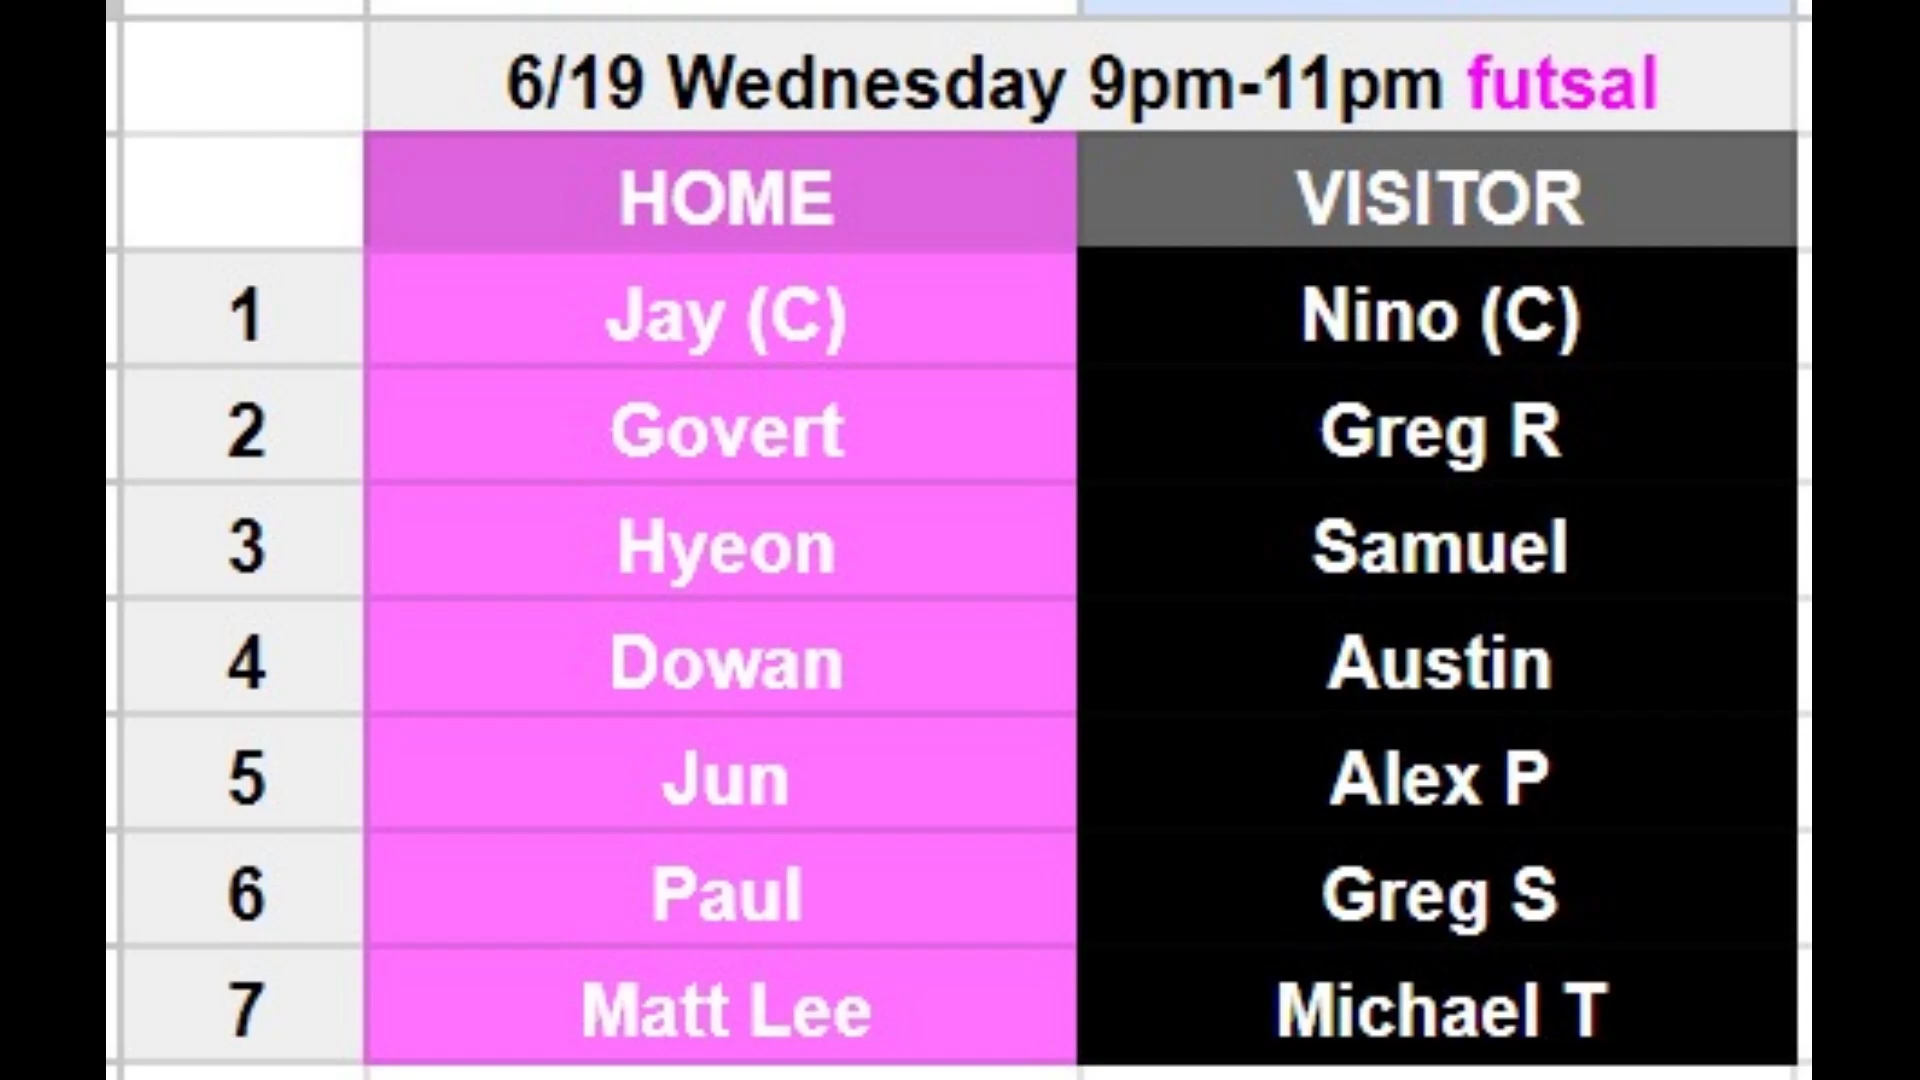 6/19 Wednesday 9pm-11pm futsal
HOME VISITOR
1 Jay (C) Nino (C)
2 Govert Greg R
3 Hyeon Samuel
4 Dowan Austin
5 Jun Alex P
6 Paul Greg S
7 Matt Lee Michael T